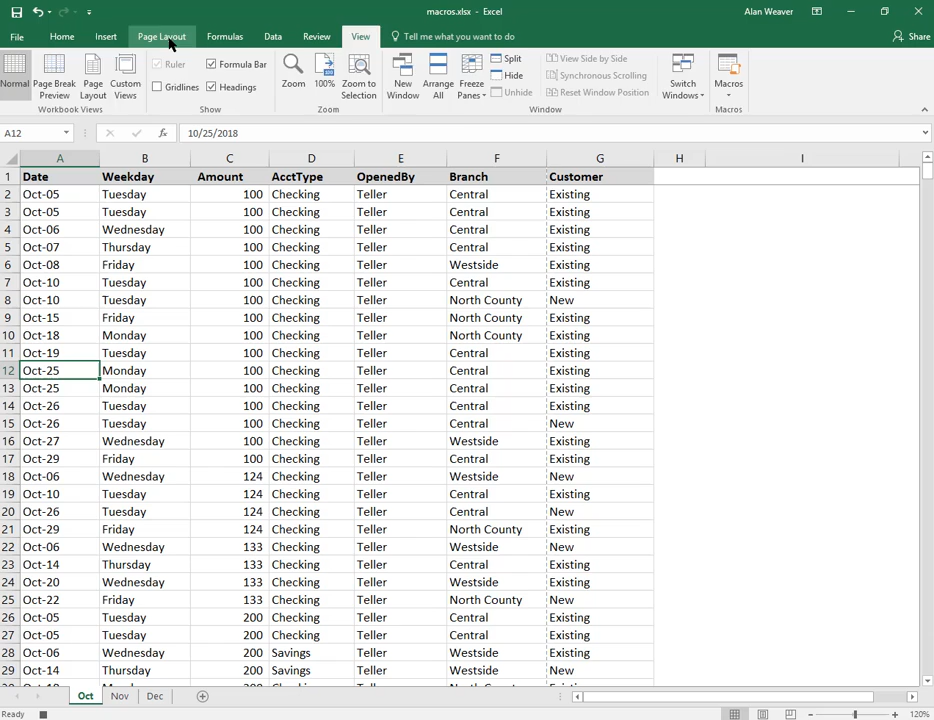 macros.xlsx - Excel
Alan Weaver
File Home Insert Page Layout Formulas Data Review View Tell me what you want to do Share
Normal Page Break Preview Page Layout Custom Views
Ruler Formula Bar
Gridlines Headings
Zoom 100% Zoom to Selection
New Window Arrange All Freeze Panes
Split
Hide
Unhide
View Side by Side
Synchronous Scrolling
Reset Window Position
Switch Windows Macros
Workbook Views Show Zoom Window Macros
A12 fx 10/25/2018
A B C D E F G H I
1 Date Weekday Amount AcctType OpenedBy Branch Customer
2 Oct-05 Tuesday 100 Checking Teller Central Existing
3 Oct-05 Tuesday 100 Checking Teller Central Existing
4 Oct-06 Wednesday 100 Checking Teller Central Existing
5 Oct-07 Thursday 100 Checking Teller Central Existing
6 Oct-08 Friday 100 Checking Teller Westside Existing
7 Oct-10 Tuesday 100 Checking Teller Central Existing
8 Oct-10 Tuesday 100 Checking Teller North County New
9 Oct-15 Friday 100 Checking Teller North County Existing
10 Oct-18 Monday 100 Checking Teller North County Existing
11 Oct-19 Tuesday 100 Checking Teller Central Existing
12 Oct-25 Monday 100 Checking Teller Central Existing
13 Oct-25 Monday 100 Checking Teller Central Existing
14 Oct-26 Tuesday 100 Checking Teller Central Existing
15 Oct-26 Tuesday 100 Checking Teller Central New
16 Oct-27 Wednesday 100 Checking Teller Westside Existing
17 Oct-29 Friday 100 Checking Teller Central Existing
18 Oct-06 Wednesday 124 Checking Teller Westside New
19 Oct-10 Tuesday 124 Checking Teller Central Existing
20 Oct-26 Tuesday 124 Checking Teller Central New
21 Oct-29 Friday 124 Checking Teller North County Existing
22 Oct-06 Wednesday 133 Checking Teller Westside New
23 Oct-14 Thursday 133 Checking Teller Central Existing
24 Oct-20 Wednesday 133 Checking Teller Westside Existing
25 Oct-22 Friday 133 Checking Teller North County New
26 Oct-05 Tuesday 200 Checking Teller Central Existing
27 Oct-05 Tuesday 200 Checking Teller Central Existing
28 Oct-06 Wednesday 200 Savings Teller Westside Existing
29 Oct-14 Thursday 200 Savings Teller Westside New
Oct Nov Dec
Ready 120%